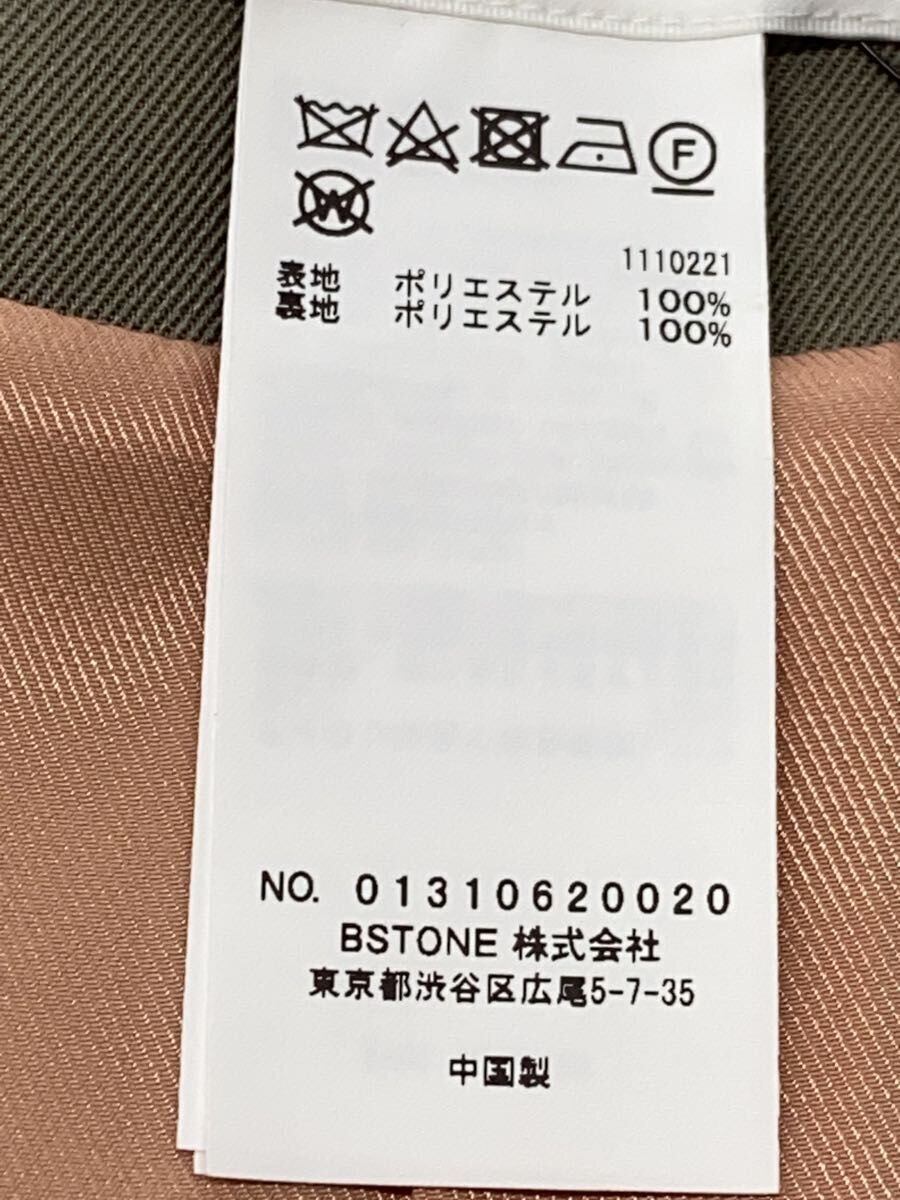 F
W
1110221
表地 ポリエステル 100%
裏地 ポリエステル 100%
NO. 01310620020
BSTONE 株式会社
東京都渋谷区広尾5-7-35
中国製